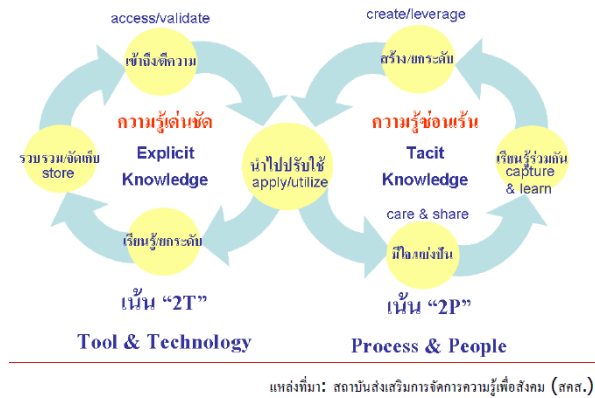 access/validate
เข้าถึง/ตีความ
ความรู้เด่นชัด
Explicit
Knowledge
รวบรวม/จัดเก็บ
store
เรียนรู้/ยกระดับ
นำไปปรับใช้
apply/utilize
create/leverage
สร้าง/ยกระดับ
ความรู้ซ่อนเร้น
Tacit
Knowledge
เรียนรู้ร่วมกัน
capture
& learn
care & share
มีใจ/แบ่งปัน
เน้น “2T”
Tool & Technology
เน้น “2P”
Process & People
แหล่งที่มา: สถาบันส่งเสริมการจัดการความรู้เพื่อสังคม (สคส.)